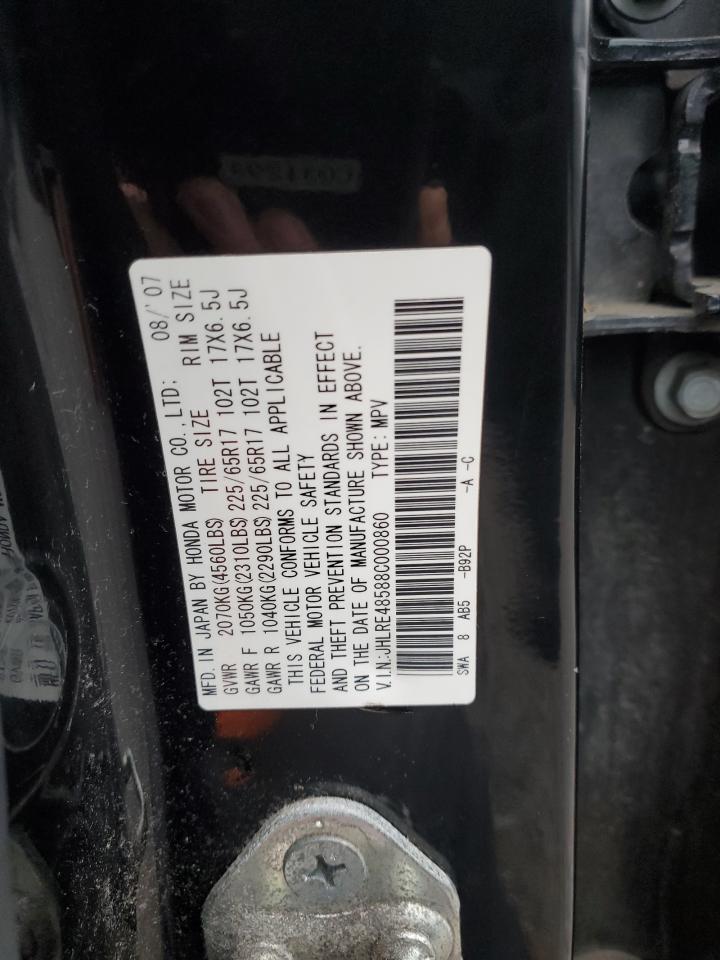 MFD. IN JAPAN BY HONDA MOTOR CO., LTD: 08/'07
GVWR 2070KG(4560LBS) TIRE SIZE RIM SIZE
GAWR F 1050KG(2310LBS) 225/65R17 102T 17X6.5J
GAWR R 1040KG(2290LBS) 225/65R17 102T 17X6.5J
THIS VEHICLE CONFORMS TO ALL APPLICABLE
FEDERAL MOTOR VEHICLE SAFETY
AND THEFT PREVENTION STANDARDS IN EFFECT
ON THE DATE OF MANUFACTURE SHOWN ABOVE.
V.I.N.:JHLRE48588C000860 TYPE: MPV
SWA 8 AB5 -B92P -A -C